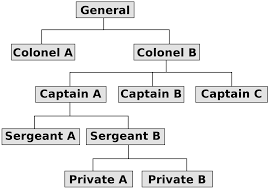 General
Colonel A Colonel B
Captain A Captain B Captain C
Sergeant A Sergeant B
Private A Private B